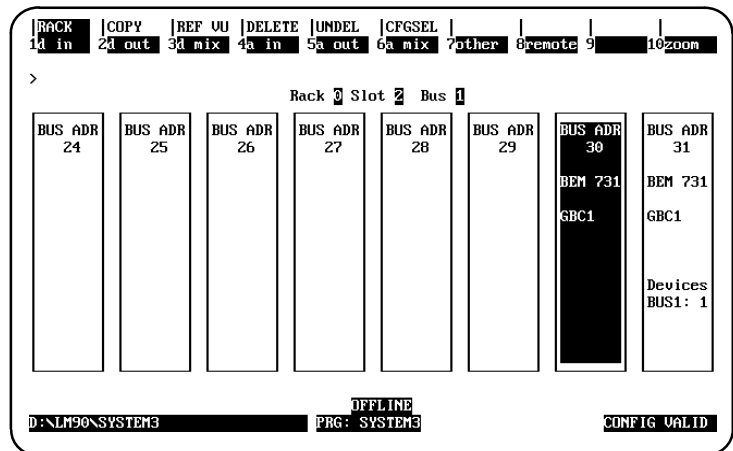 |RACK |COPY |REF VU |DELETE |UNDEL |CFGSEL | | |
1d in 2d out 3d mix 4a in 5a out 6a mix 7other 8remote 9 10zoom
>
Rack 0 Slot 2 Bus 1
BUS ADR BUS ADR BUS ADR BUS ADR BUS ADR BUS ADR BUS ADR BUS ADR
24 25 26 27 28 29 30 31
BEM 731 BEM 731
GBC1 GBC1
Devices
BUS1: 1
OFFLINE
D:\LM90\SYSTEM3 PRG: SYSTEM3 CONFIG VALID